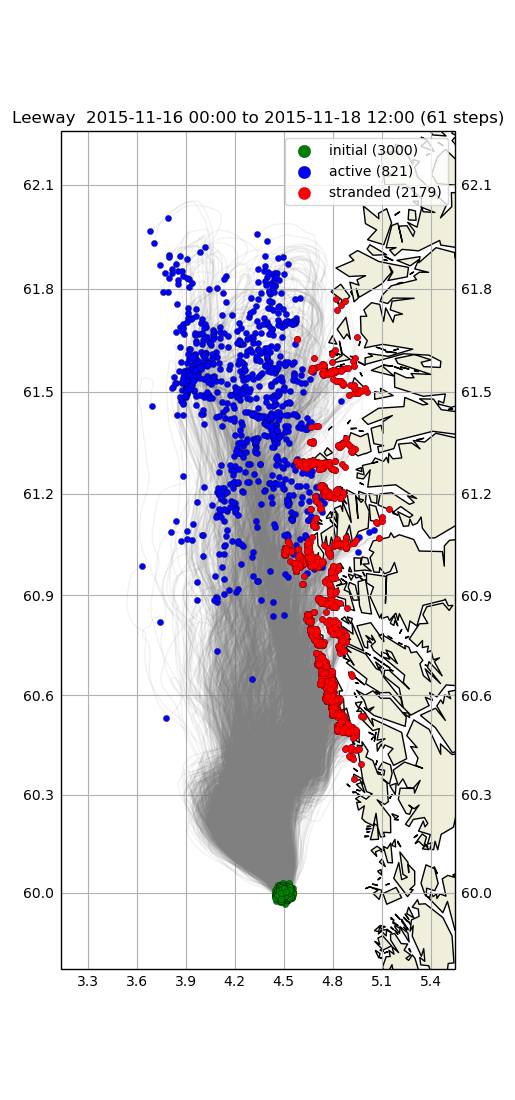 Leeway  2015-11-16 00:00 to 2015-11-18 12:00 (61 steps)
initial (3000)
active (821)
stranded (2179)
62.1 62.1
61.8 61.8
61.5 61.5
61.2 61.2
60.9 60.9
60.6 60.6
60.3 60.3
60.0 60.0
3.3 3.6 3.9 4.2 4.5 4.8 5.1 5.4